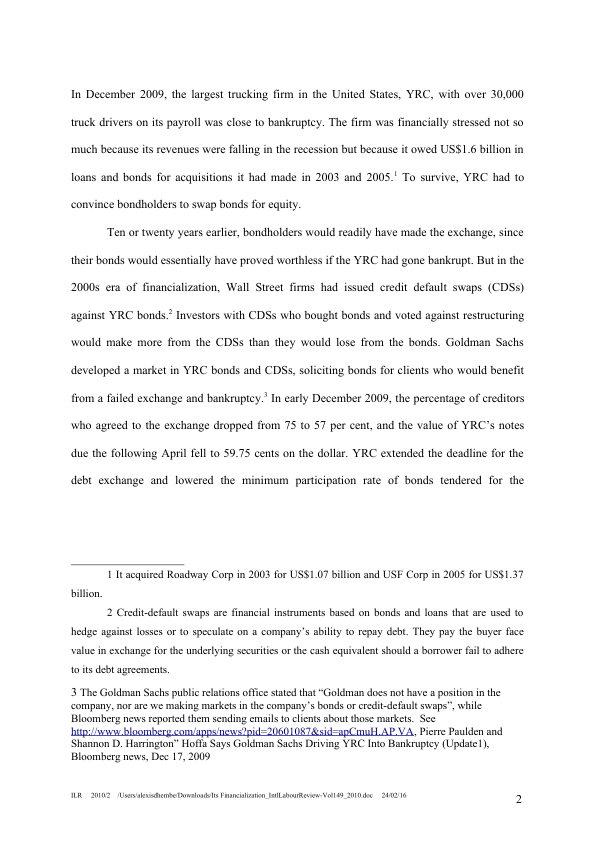 In December 2009, the largest trucking firm in the United States, YRC, with over 30,000
truck drivers on its payroll was close to bankruptcy. The firm was financially stressed not so
much because its revenues were falling in the recession but because it owed US$1.6 billion in
loans and bonds for acquisitions it had made in 2003 and 2005.1 To survive, YRC had to
convince bondholders to swap bonds for equity.
Ten or twenty years earlier, bondholders would readily have made the exchange, since
their bonds would essentially have proved worthless if the YRC had gone bankrupt. But in the
2000s era of financialization, Wall Street firms had issued credit default swaps (CDSs)
against YRC bonds.2 Investors with CDSs who bought bonds and voted against restructuring
would make more from the CDSs than they would lose from the bonds. Goldman Sachs
developed a market in YRC bonds and CDSs, soliciting bonds for clients who would benefit
from a failed exchange and bankruptcy.3 In early December 2009, the percentage of creditors
who agreed to the exchange dropped from 75 to 57 per cent, and the value of YRC's notes
due the following April fell to 59.75 cents on the dollar. YRC extended the deadline for the
debt exchange and lowered the minimum participation rate of bonds tendered for the
1 It acquired Roadway Corp in 2003 for US$1.07 billion and USF Corp in 2005 for US$1.37
billion.
2 Credit-default swaps are financial instruments based on bonds and loans that are used to
hedge against losses or to speculate on a company's ability to repay debt. They pay the buyer face
value in exchange for the underlying securities or the cash equivalent should a borrower fail to adhere
to its debt agreements.
3 The Goldman Sachs public relations office stated that "Goldman does not have a position in the
company, nor are we making markets in the company's bonds or credit-default swaps", while
Bloomberg news reported them sending emails to clients about those markets. See
http://www.bloomberg.com/apps/news?pid=20601087&sid=apCmuH.AP.VA, Pierre Paulden and
Shannon D. Harrington" Hoffa Says Goldman Sachs Driving YRC Into Bankruptcy (Update1),
Bloomberg news, Dec 17, 2009
ILR 2010/2 /Users/alexisdhembe/Downloads/Its Financialization_IntlLabourReview-Vol149_2010.doc 24/02/16
2